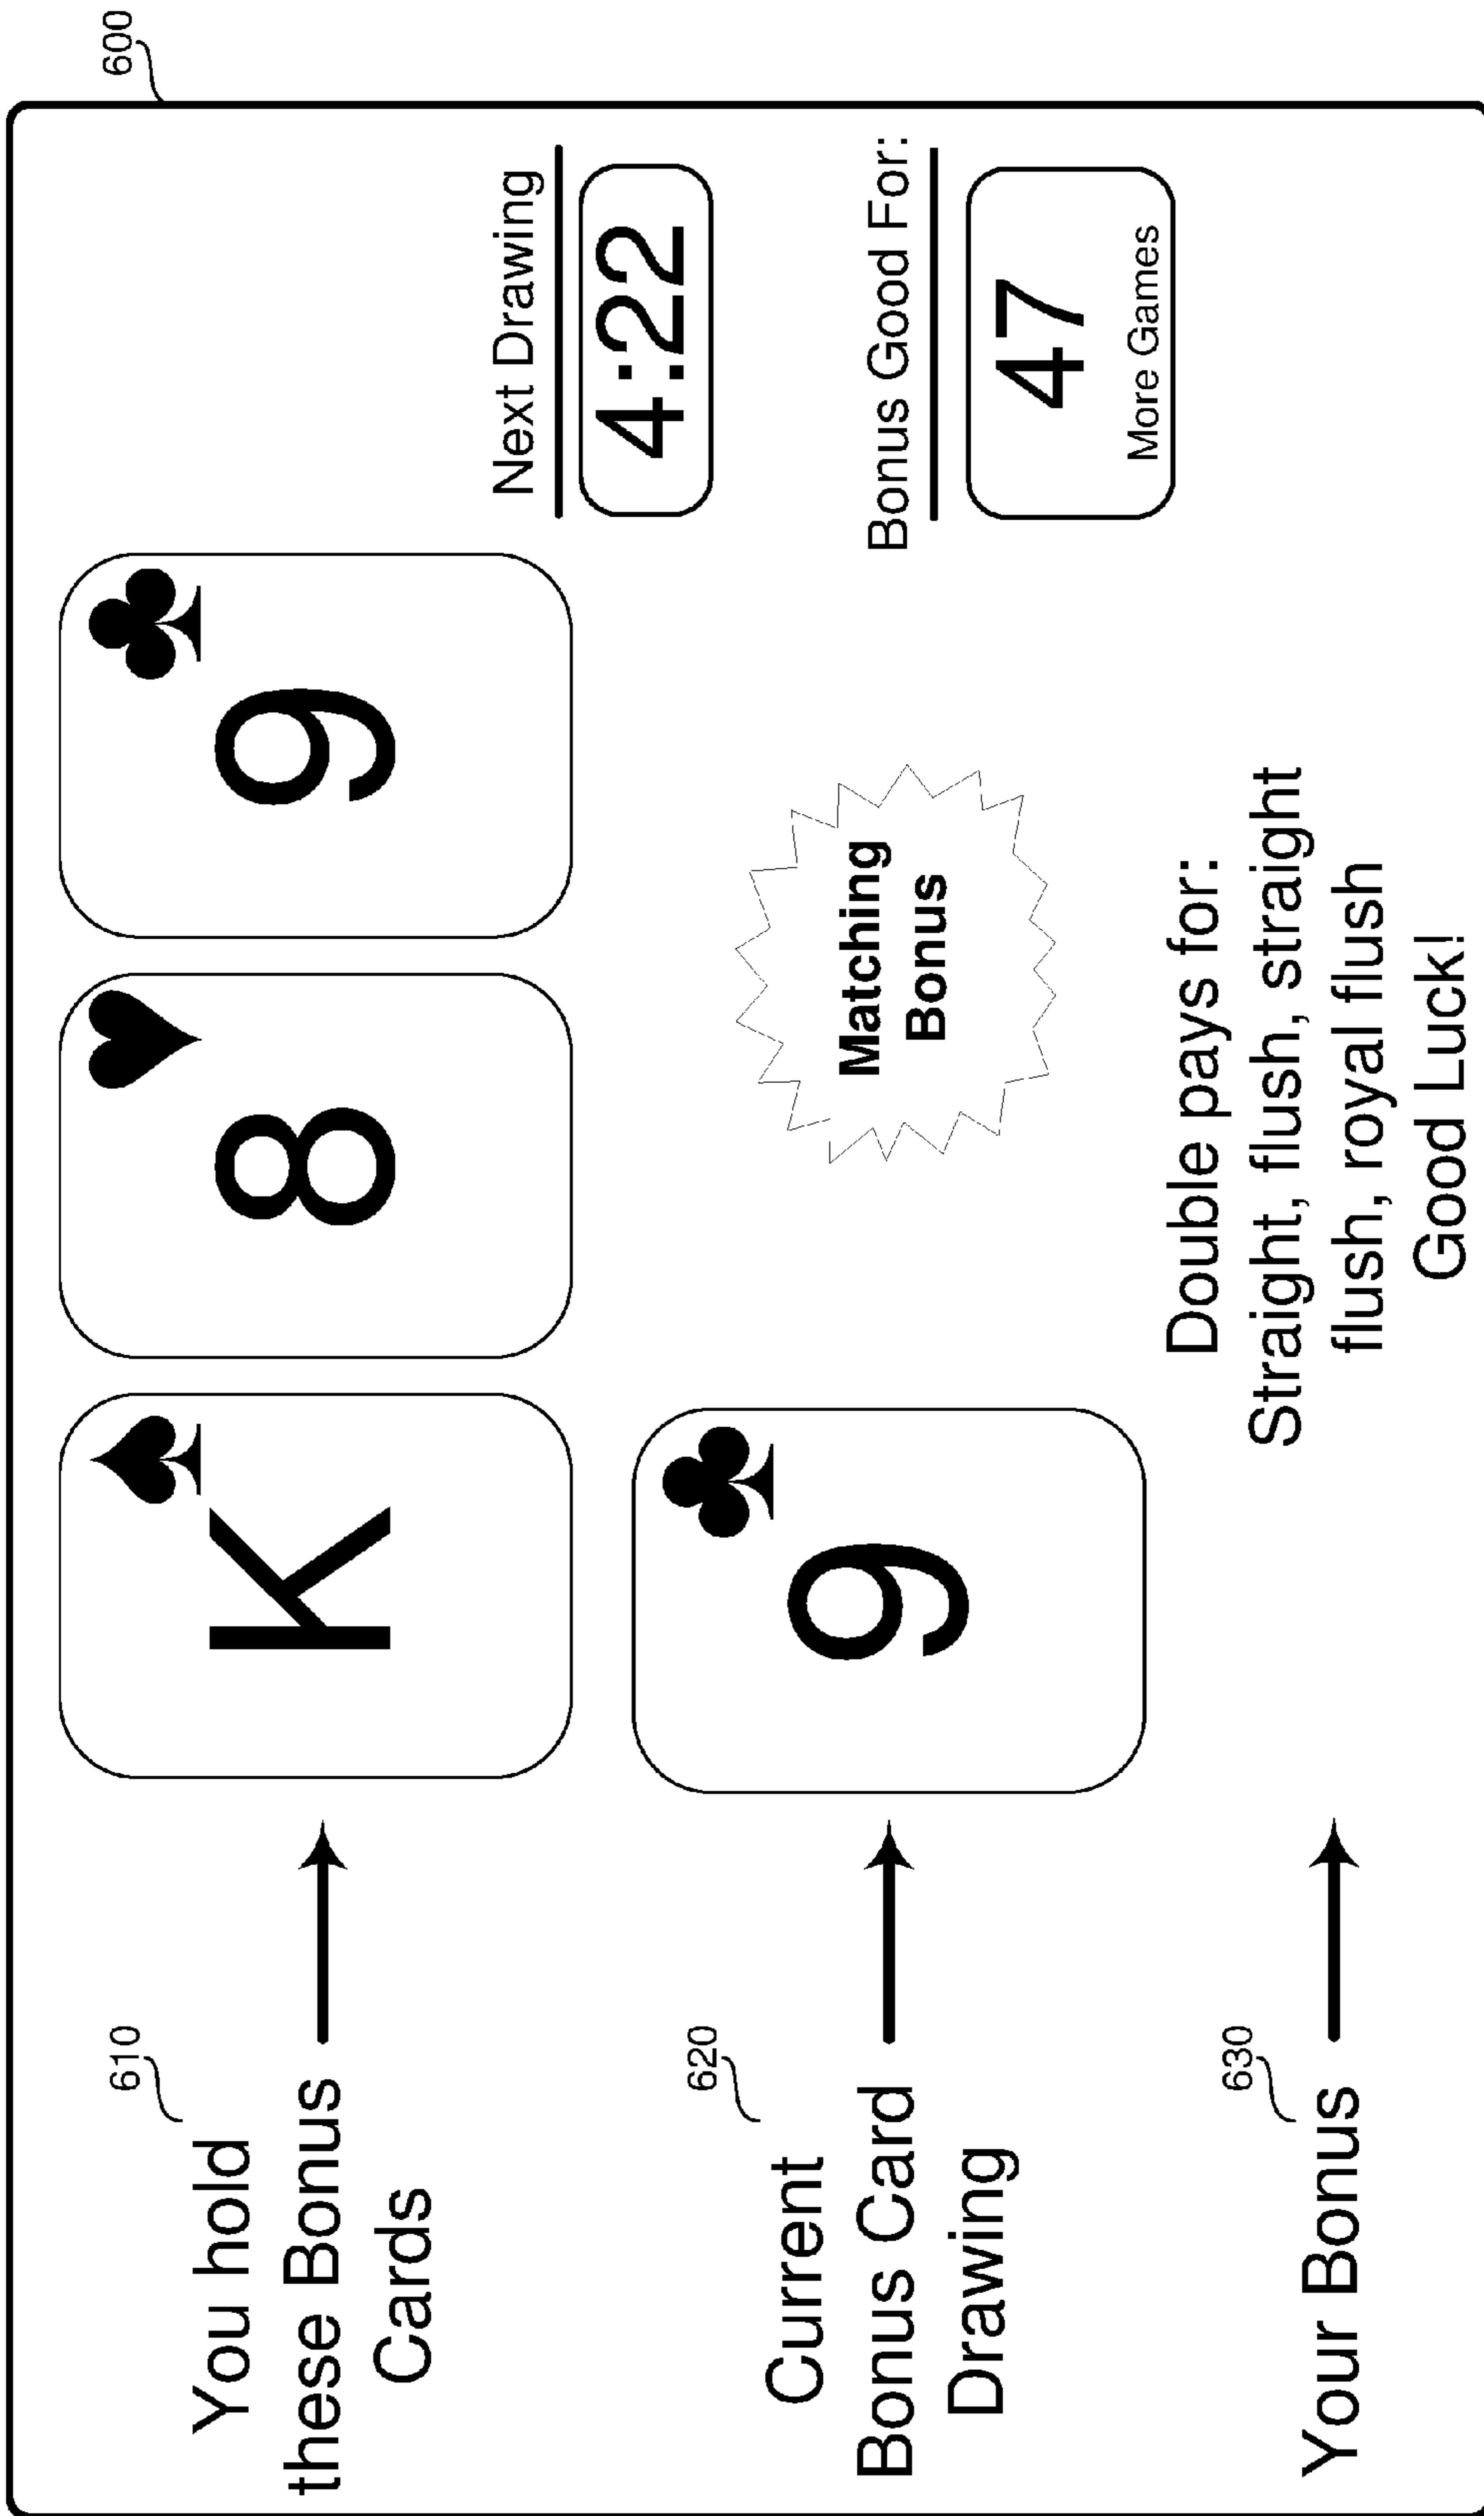 600
610
You hold
these Bonus
Cards
K
8
9
Next Drawing
4:22
620
Current
Bonus Card
Drawing
9
Matching
Bonus
Bonus Good For:
47
More Games
630
Your Bonus
Double pays for:
Straight, flush, straight
flush, royal flush
Good Luck!